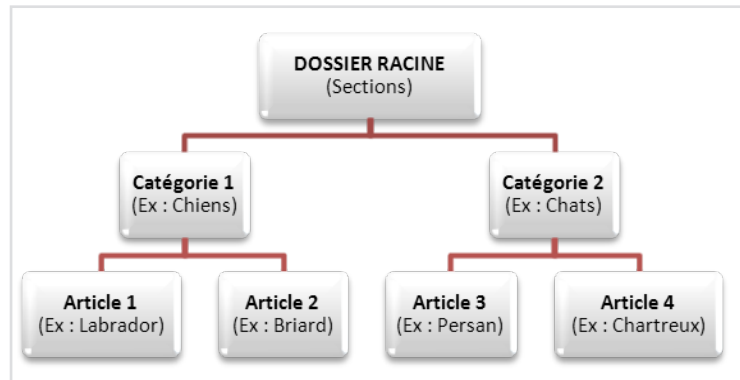 DOSSIER RACINE
(Sections)
Catégorie 1
(Ex : Chiens)
Catégorie 2
(Ex : Chats)
Article 1
(Ex : Labrador)
Article 2
(Ex : Briard)
Article 3
(Ex : Persan)
Article 4
(Ex : Chartreux)